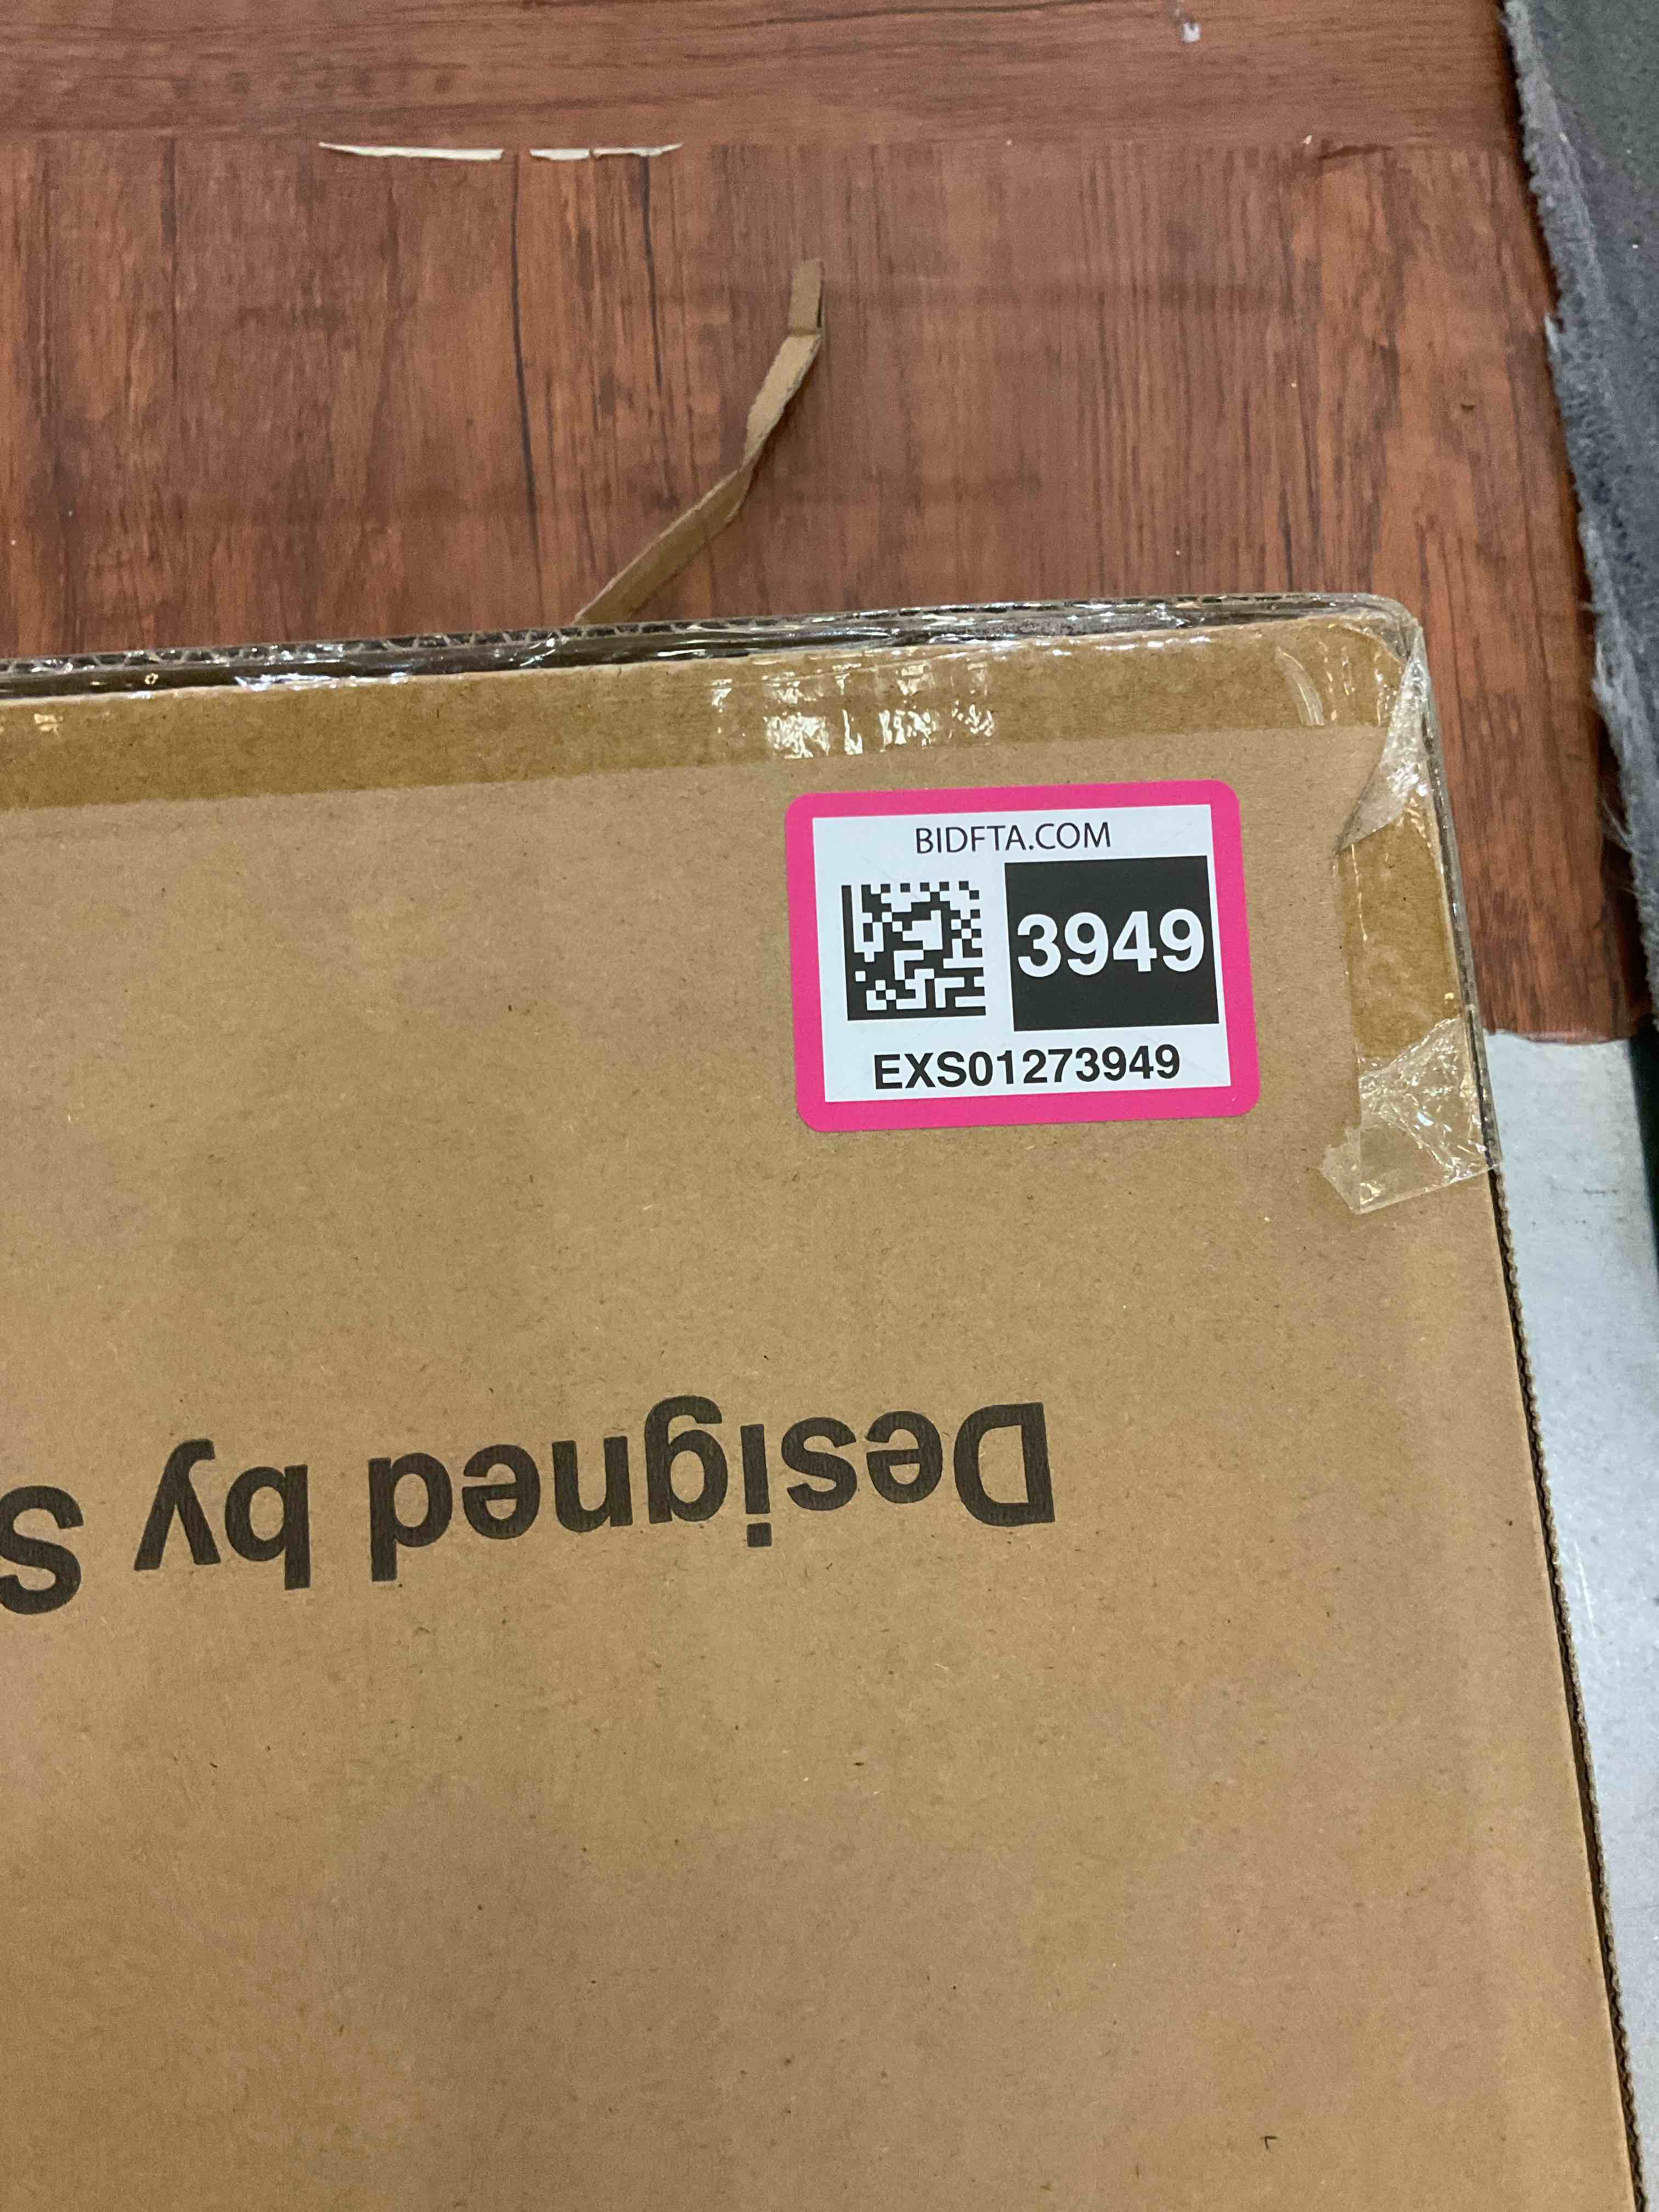 BIDFTA.COM
3949
EXS01273949
Designed by S